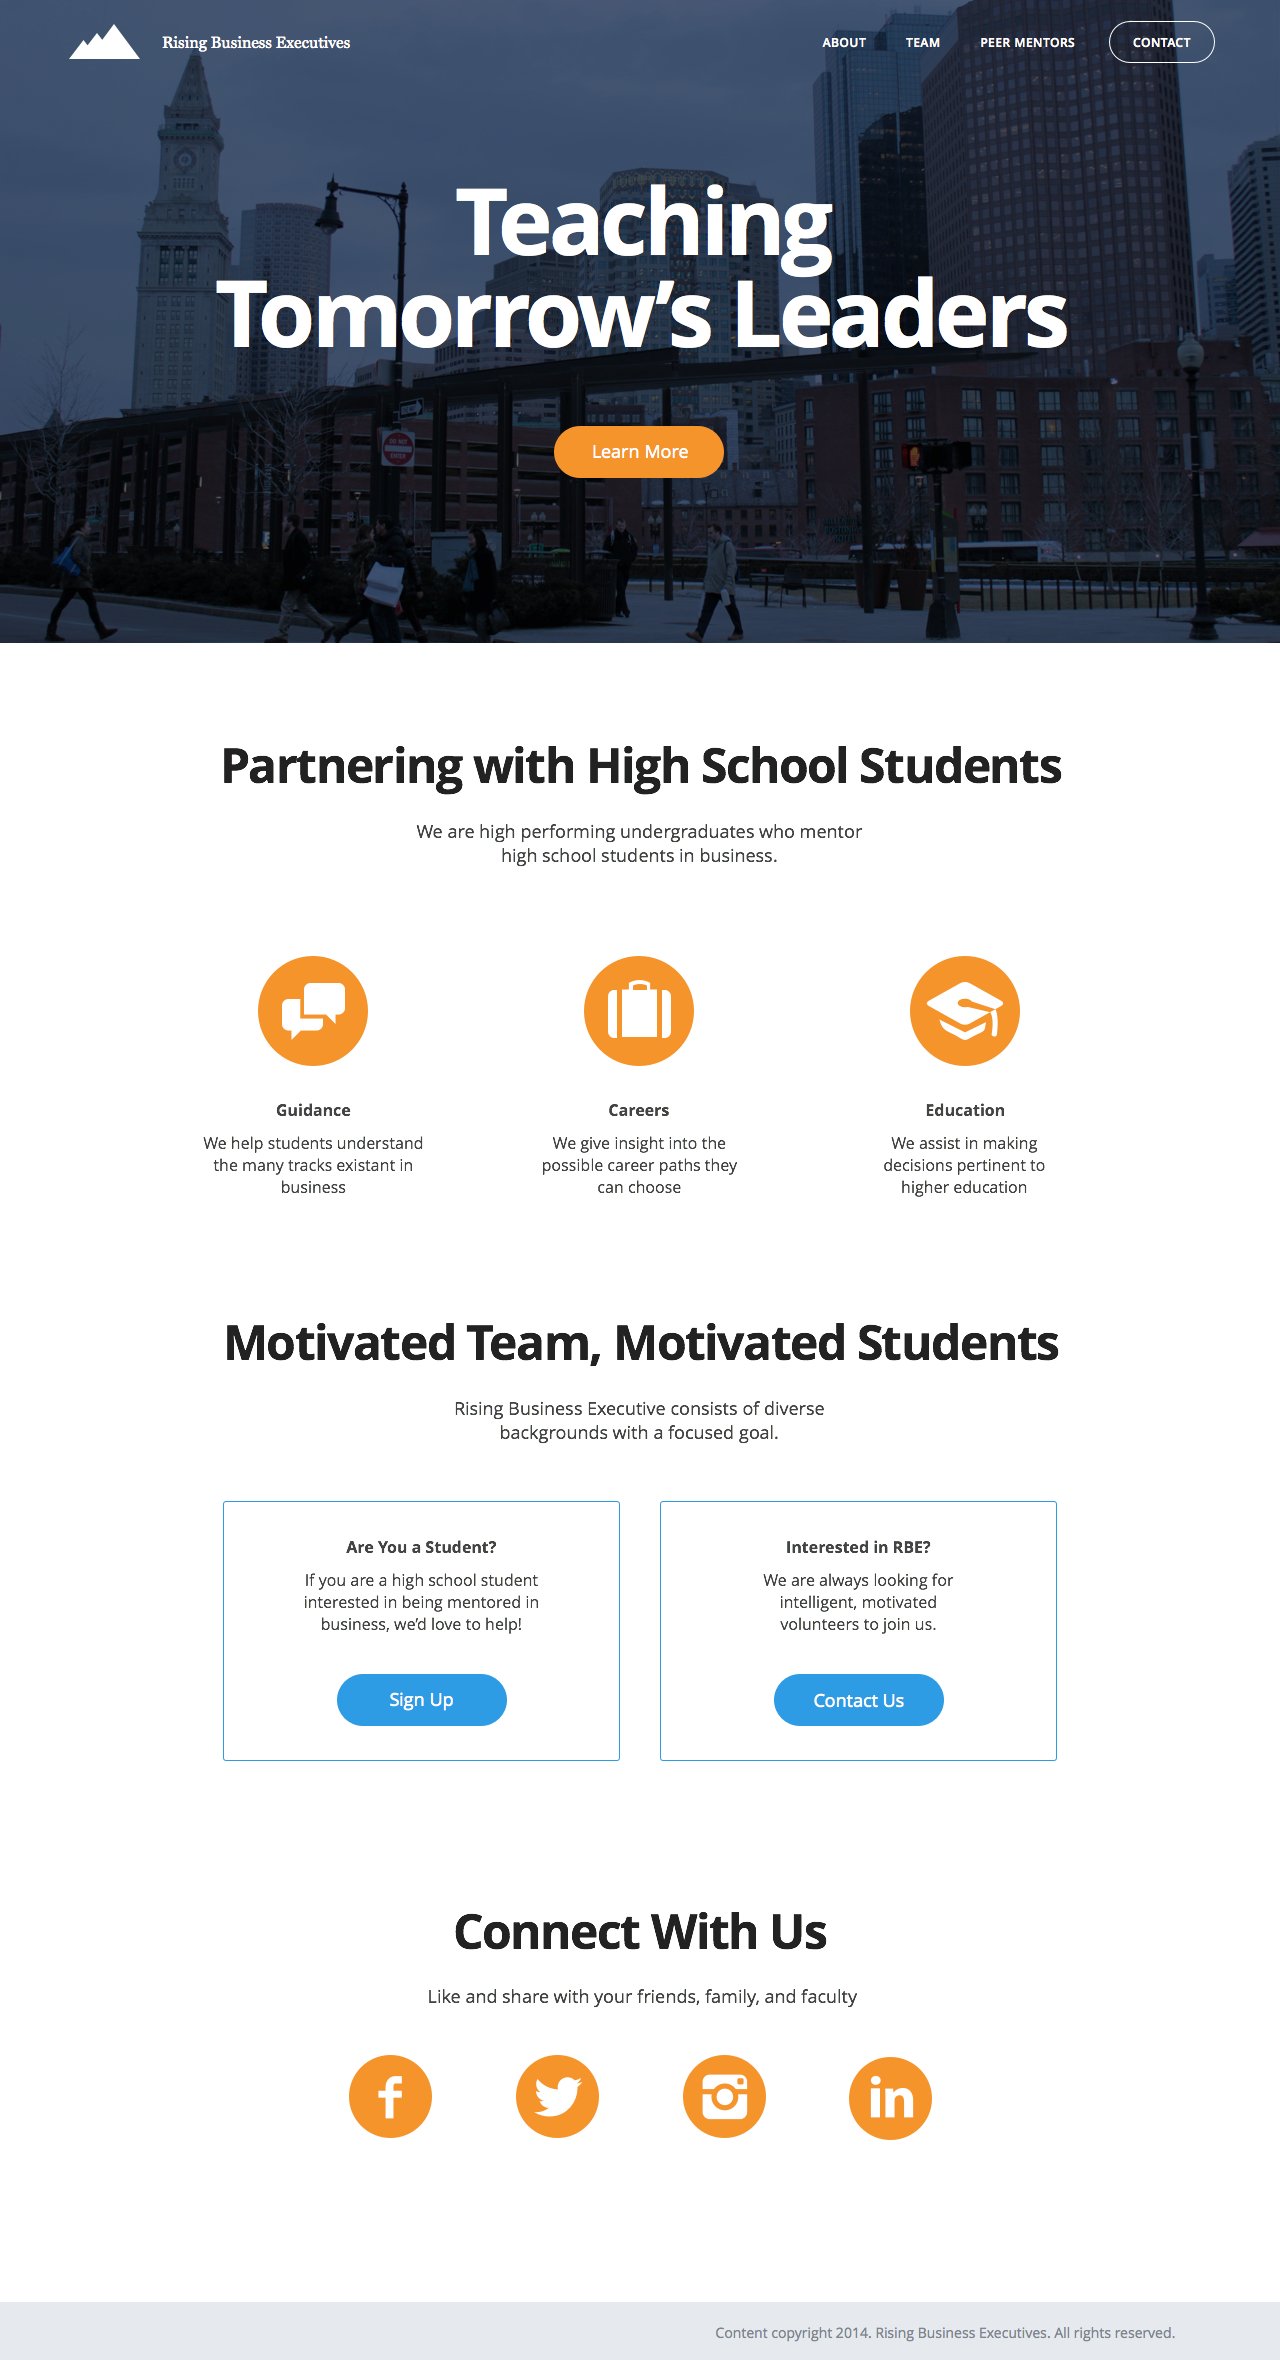 Rising Business Executives
ABOUT TEAM PEER MENTORS CONTACT
Teaching
Tomorrow’s Leaders
DO NOT
ENTER
Learn More
Partnering with High School Students
We are high performing undergraduates who mentor
high school students in business.
Guidance
We help students understand
the many tracks existant in
business
Careers
We give insight into the
possible career paths they
can choose
Education
We assist in making
decisions pertinent to
higher education
Motivated Team, Motivated Students
Rising Business Executive consists of diverse
backgrounds with a focused goal.
Are You a Student?
If you are a high school student
interested in being mentored in
business, we’d love to help!
Sign Up
Interested in RBE?
We are always looking for
intelligent, motivated
volunteers to join us.
Contact Us
Connect With Us
Like and share with your friends, family, and faculty
Content copyright 2014. Rising Business Executives. All rights reserved.